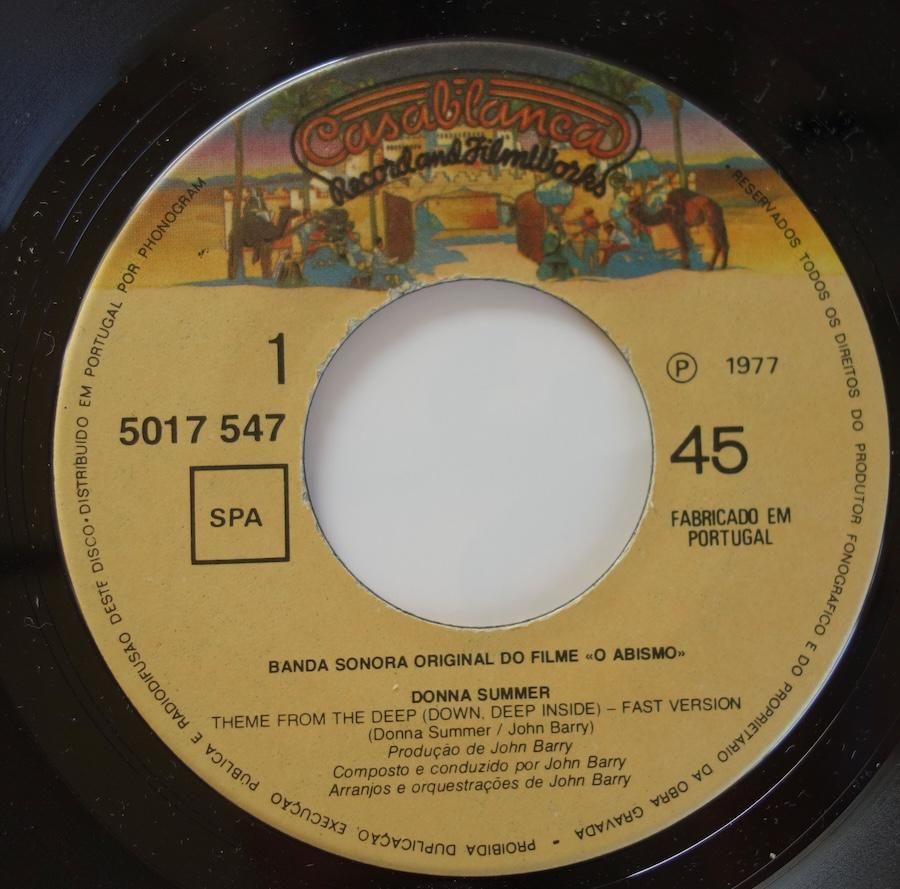 Casablanca
Record and FilmWorks
1
5017 547
SPA
℗ 1977
45
FABRICADO EM
PORTUGAL
BANDA SONORA ORIGINAL DO FILME «O ABISMO»
DONNA SUMMER
THEME FROM THE DEEP (DOWN, DEEP INSIDE) – FAST VERSION
(Donna Summer / John Barry)
Produção de John Barry
Composto e conduzido por John Barry
Arranjos e orquestrações de John Barry
RESERVADOS TODOS OS DIREITOS DO PRODUTOR FONOGRAFICO E DO PROPRIETARIO DA OBRA GRAVADA - PROIBIDA DUPLICAÇÃO, EXECUÇÃO PUBLICA E RADIODIFUSÃO DESTE DISCO • DISTRIBUIDO EM PORTUGAL POR PHONOGRAM